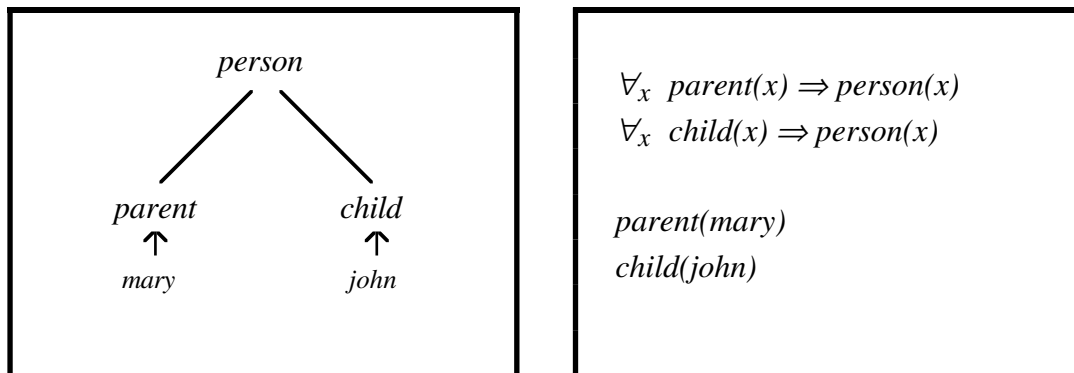 person
parent child
mary john
∀x parent(x) ⇒ person(x)
∀x child(x) ⇒ person(x)
parent(mary)
child(john)